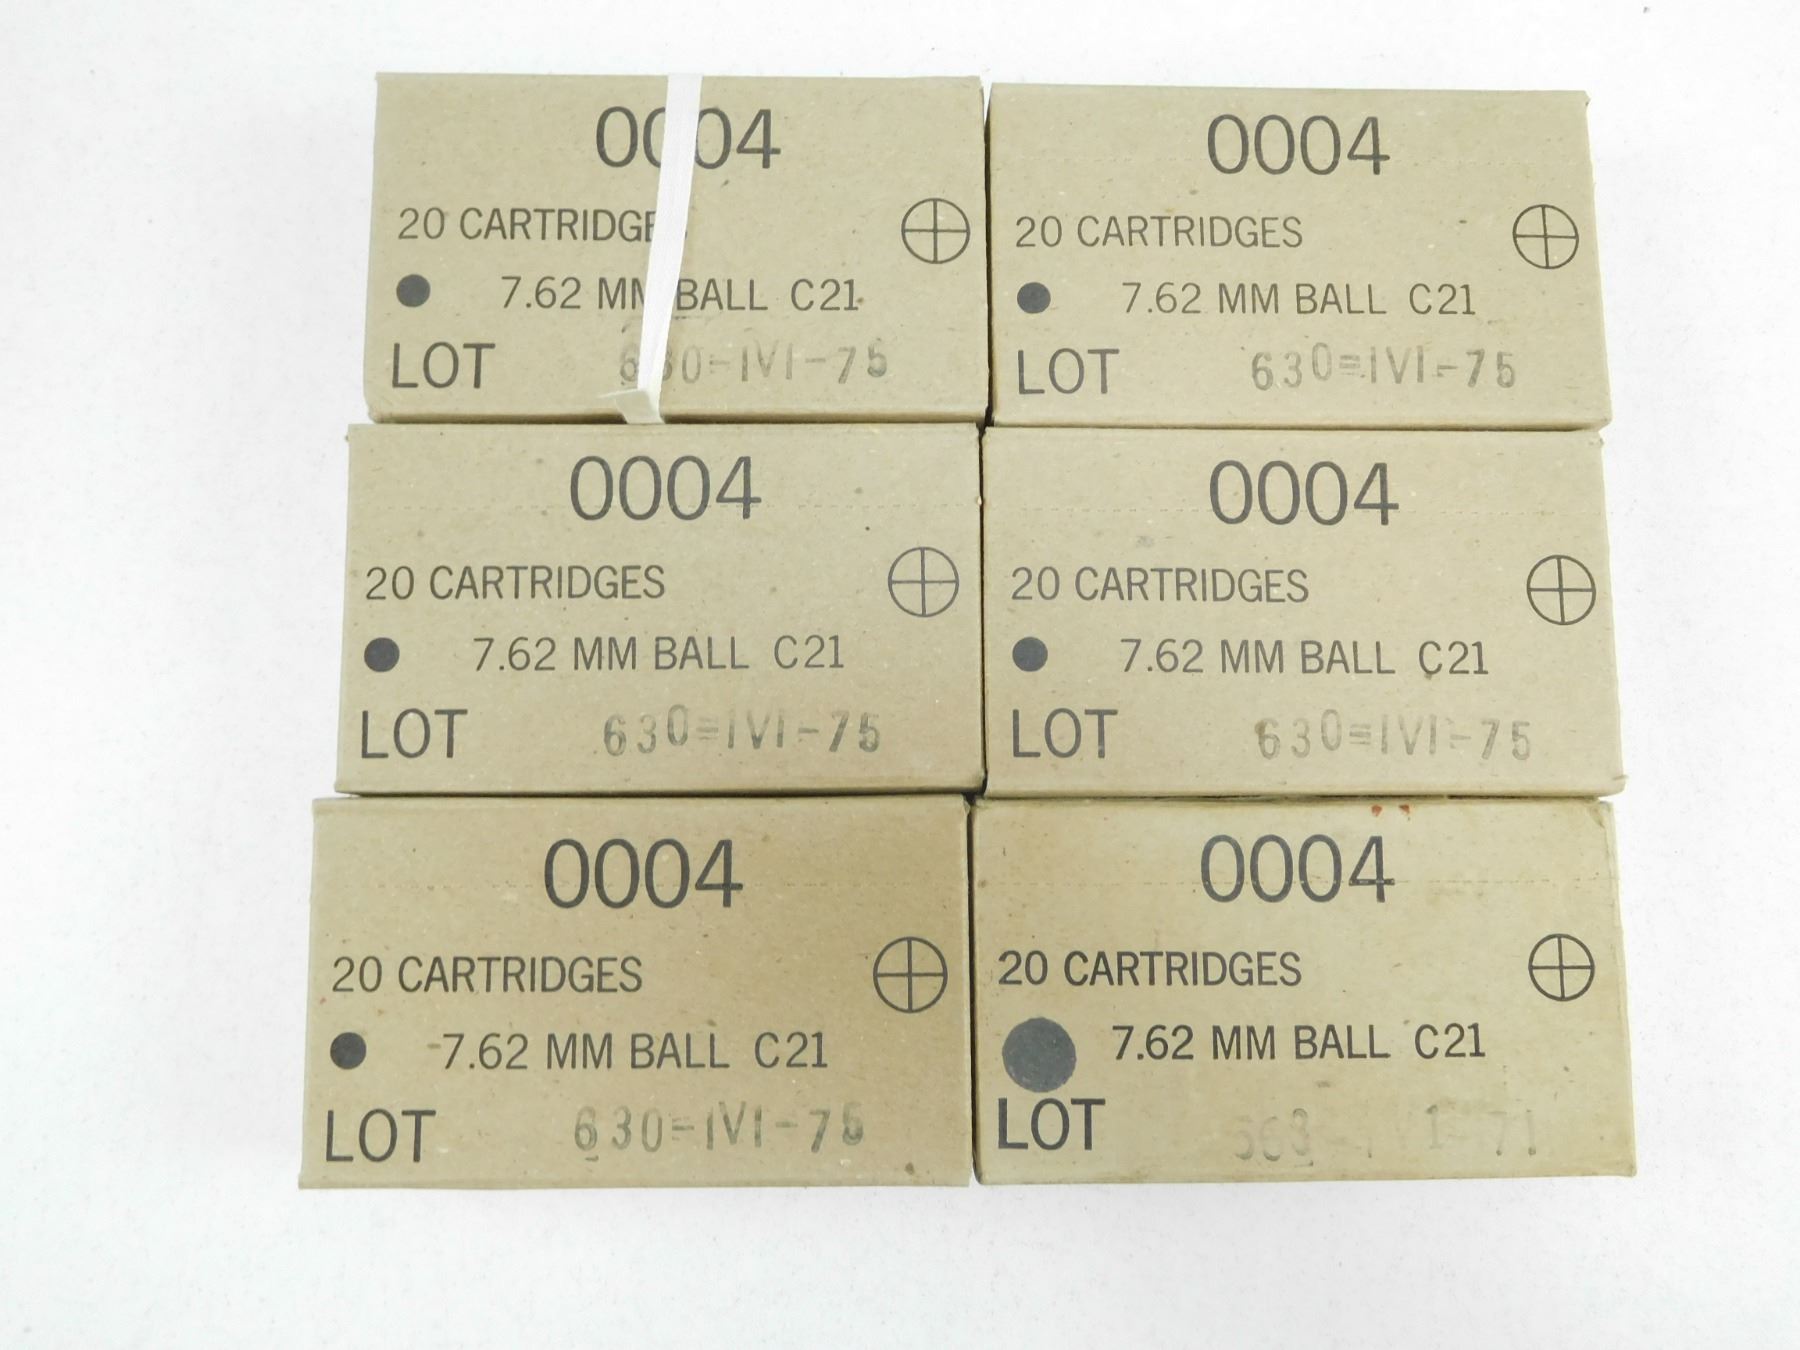 0004
20 CARTRIDGES
7.62 MM BALL C21
LOT 630-IVI-75
0004
20 CARTRIDGES
7.62 MM BALL C21
LOT 630=IVI-75
0004
20 CARTRIDGES
7.62 MM BALL C21
LOT 630=IVI-75
0004
20 CARTRIDGES
7.62 MM BALL C21
LOT 630=IVI-75
0004
20 CARTRIDGES
7.62 MM BALL C21
LOT 630-IVI-75
0004
20 CARTRIDGES
7.62 MM BALL C21
LOT